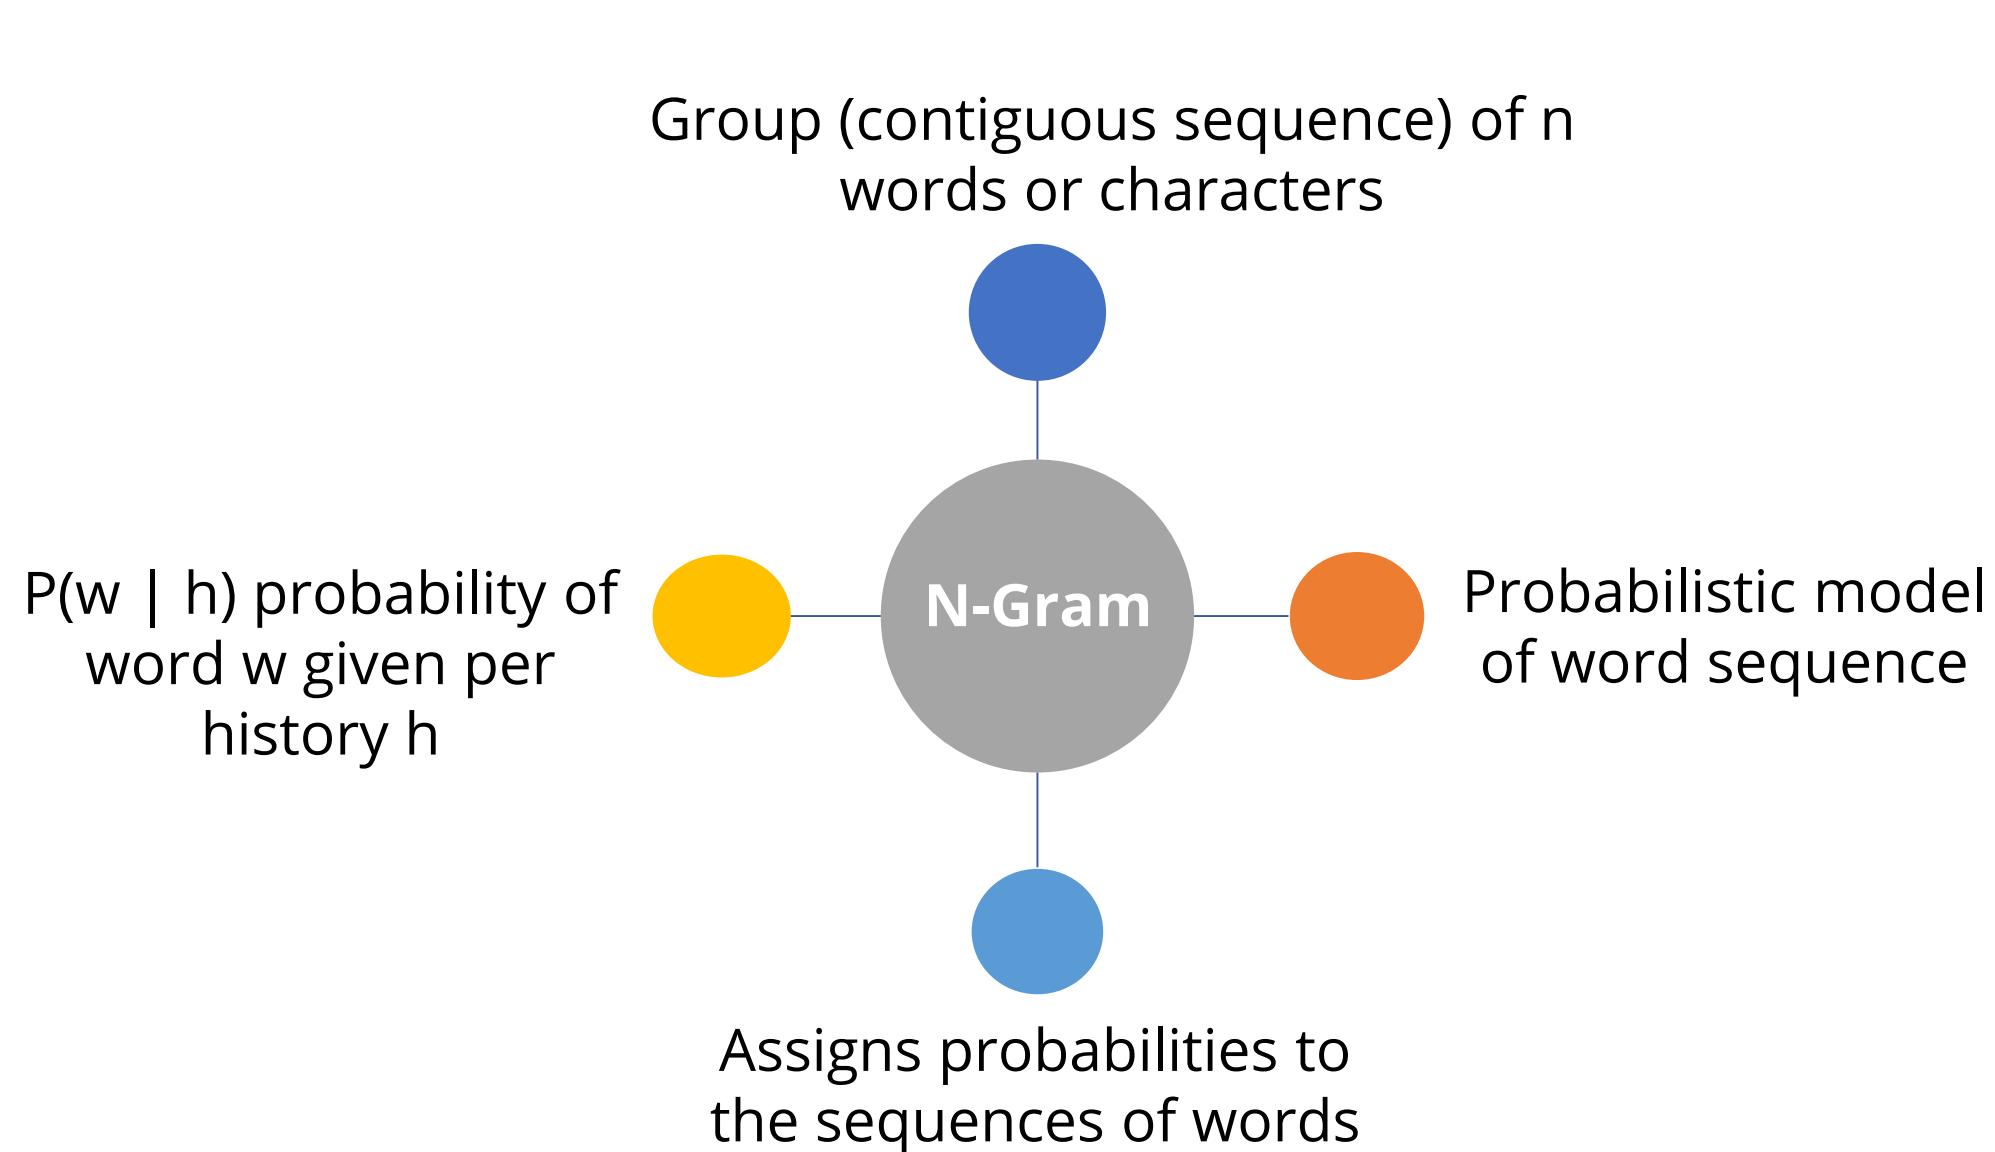 Group (contiguous sequence) of n
words or characters
P(w | h) probability of
word w given per
history h
N-Gram
Probabilistic model
of word sequence
Assigns probabilities to
the sequences of words